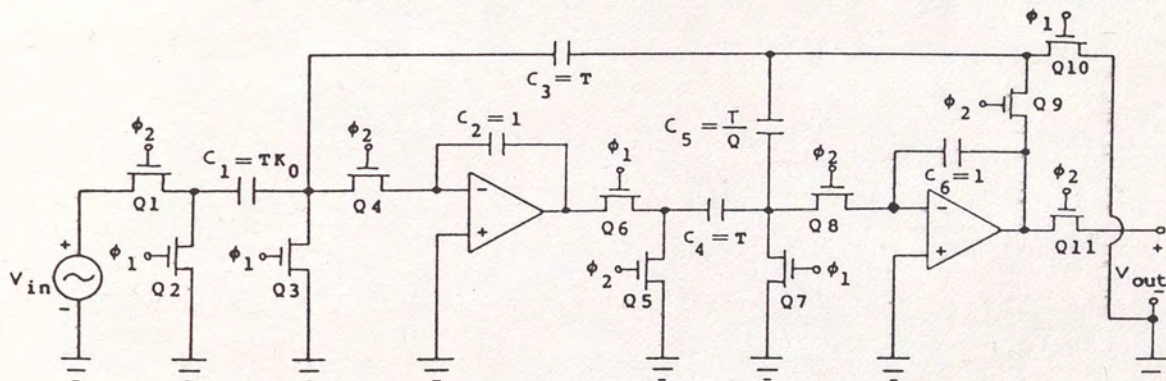 ϕ1
Q10
C3 = T
ϕ2
Q9
ϕ2
C2 = 1
C5 = T/Q
ϕ2
C1 = TK0
ϕ2
ϕ1
ϕ2
C6 = 1
ϕ2
Q1
Q4
−
+
Q6
C4 = T
Q8
−
+
Q11
+
Vin
−
ϕ1
Q2
ϕ1
Q3
ϕ2
Q5
ϕ1
Q7
+
Vout
−